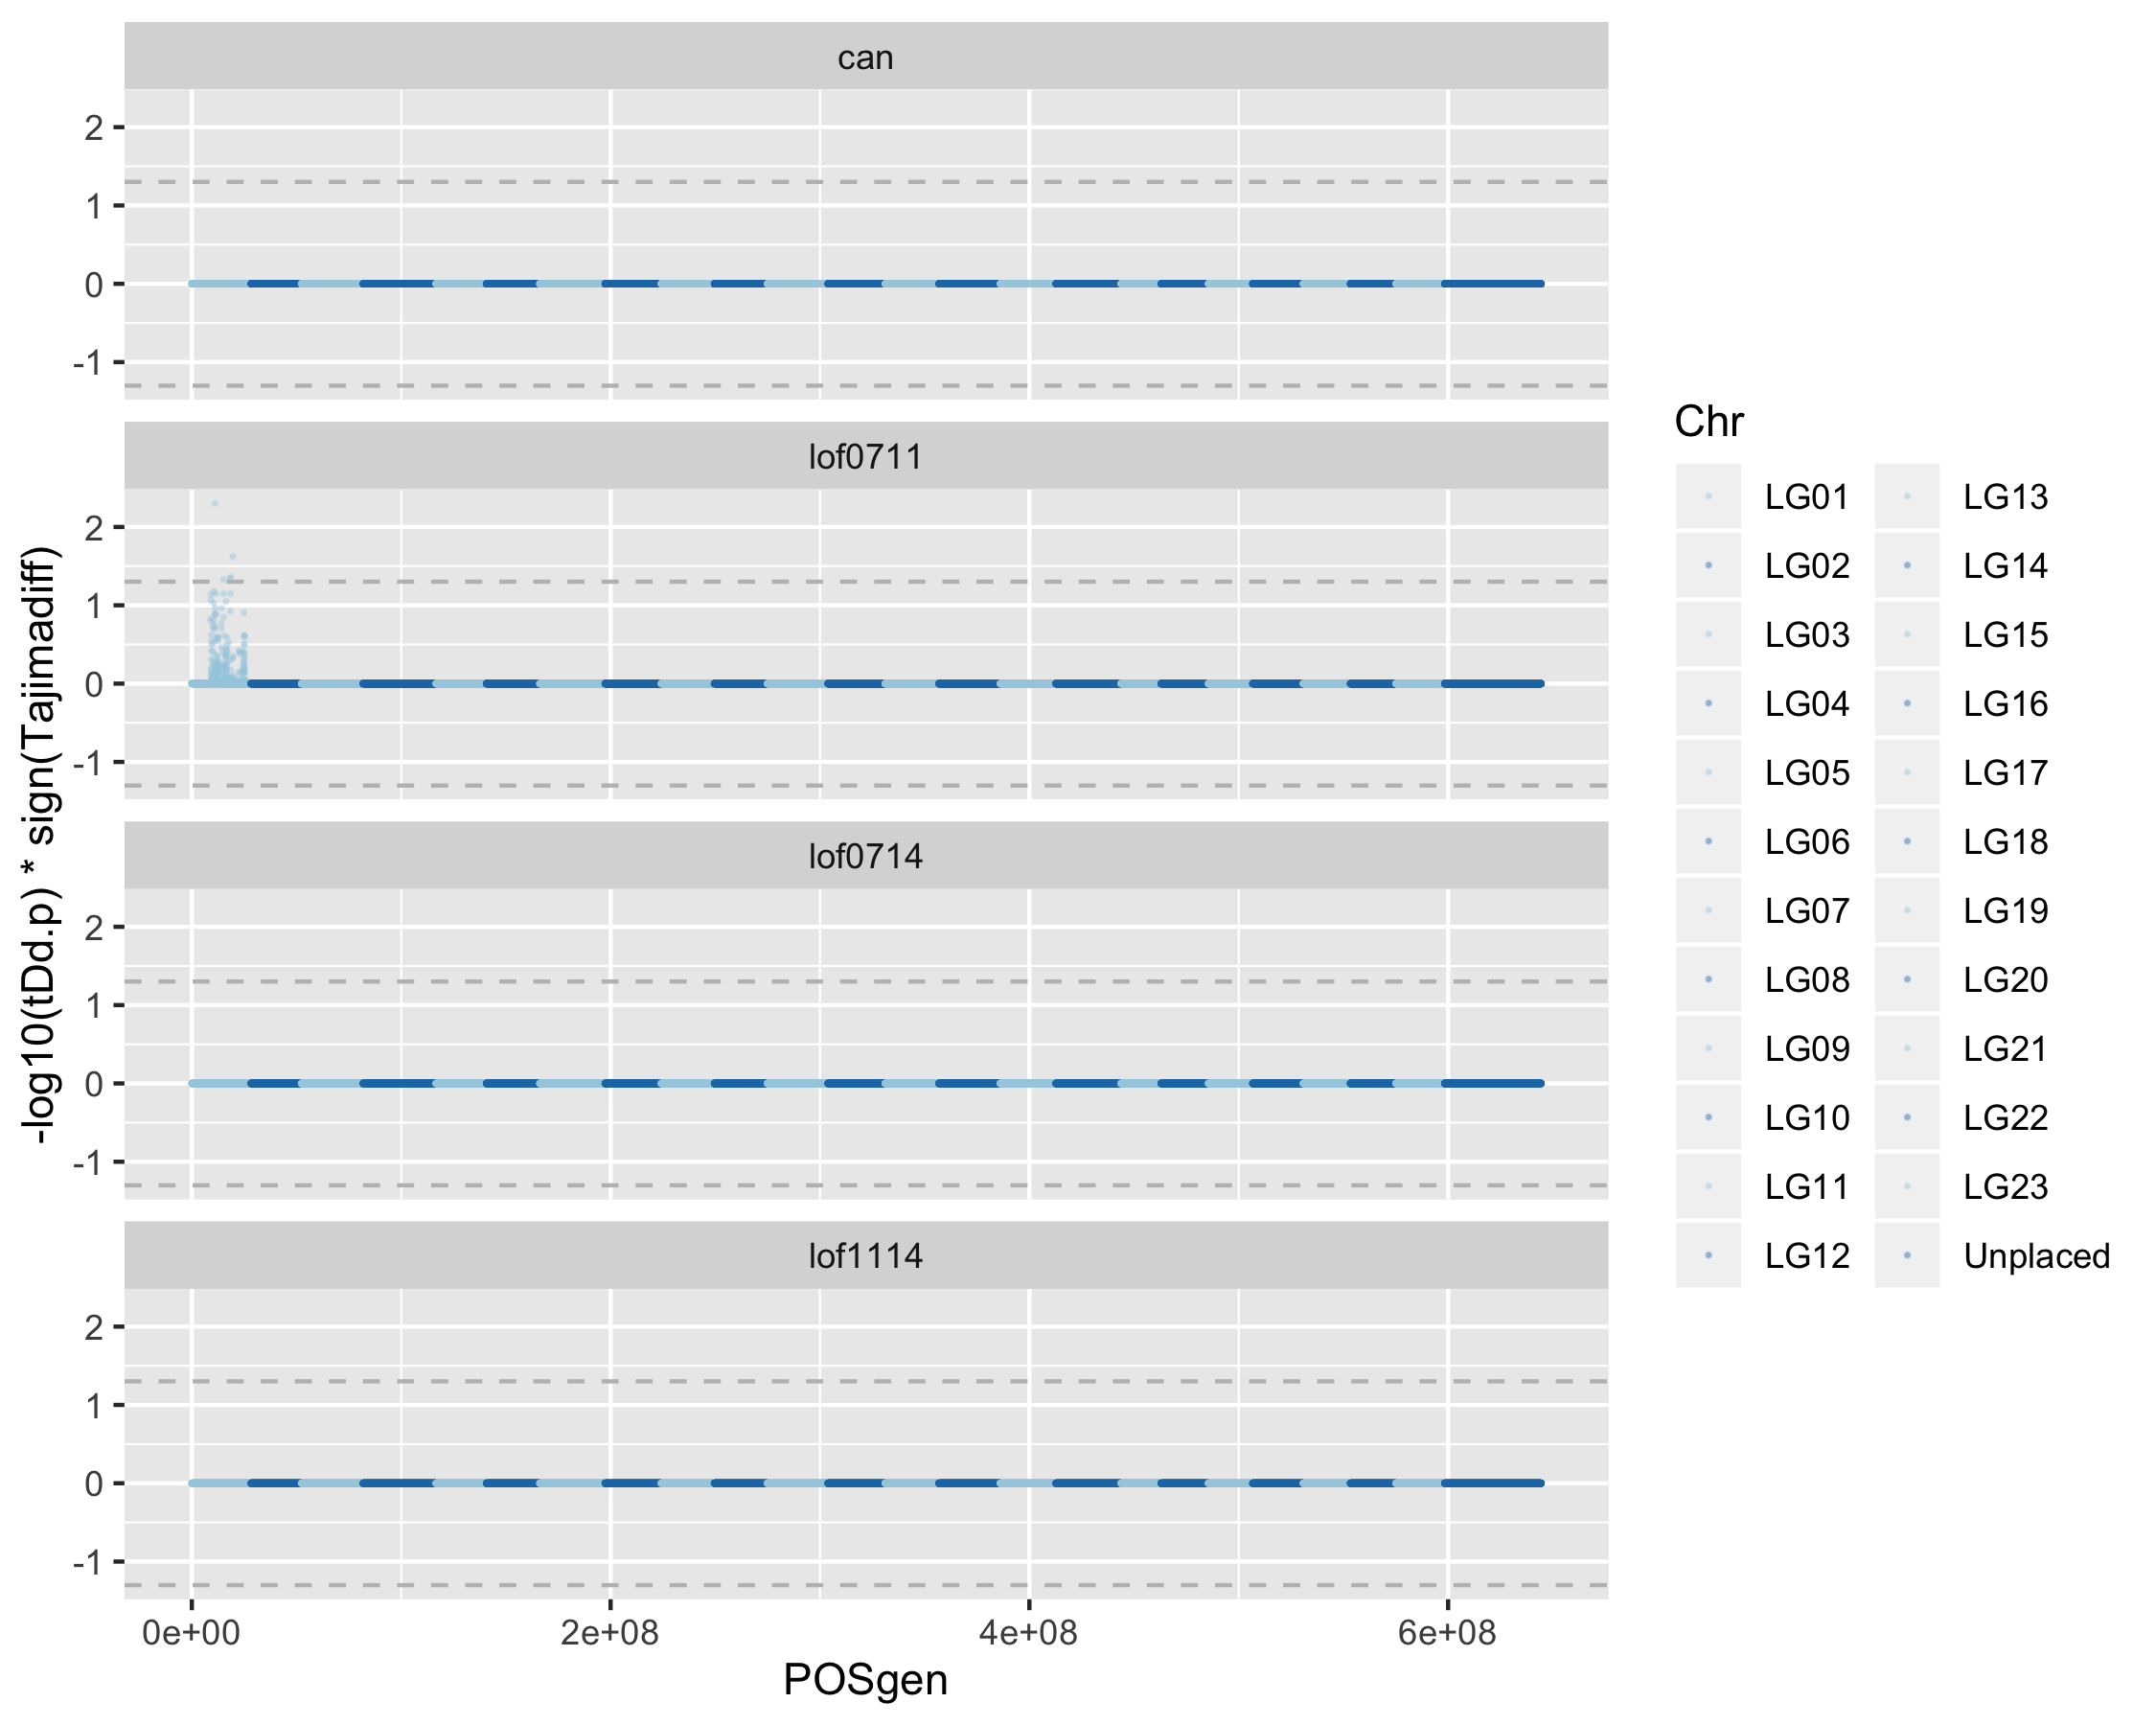 can
2
1
0
-1
lof0711
2
1
0
-1
lof0714
2
1
0
-1
lof1114
2
1
0
-1
-log10(tDd.p) * sign(Tajimadiff)
0e+00 2e+08 4e+08 6e+08
POSgen
Chr
LG01 LG13
LG02 LG14
LG03 LG15
LG04 LG16
LG05 LG17
LG06 LG18
LG07 LG19
LG08 LG20
LG09 LG21
LG10 LG22
LG11 LG23
LG12 Unplaced